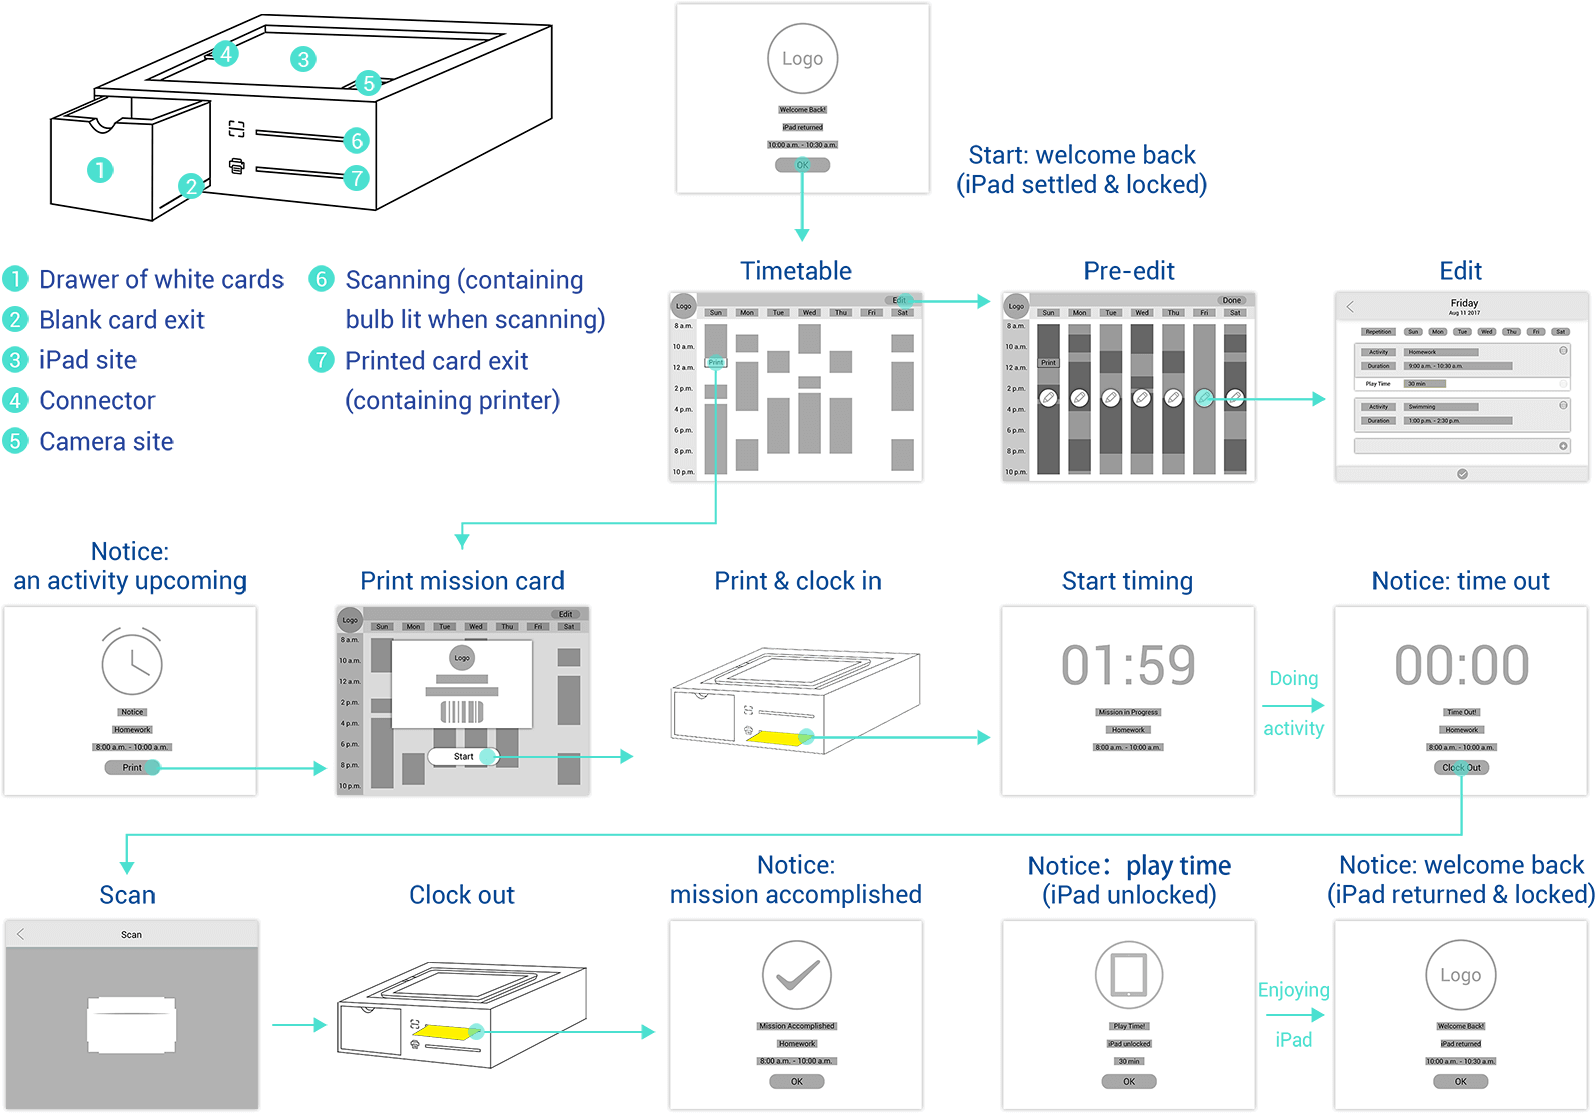 4
3
5
1
2
6
7
1 Drawer of white cards
2 Blank card exit
3 iPad site
4 Connector
5 Camera site
6 Scanning (containing
bulb lit when scanning)
7 Printed card exit
(containing printer)
Logo
Welcome Back!
iPad returned
10:00 a.m. - 10:30 a.m.
OK
Start: welcome back
(iPad settled & locked)
Timetable
Logo
Edit
Sun Mon Tue Wed Thu Fri Sat
8 a.m.
10 a.m.
12 a.m.
Print
2 p.m.
4 p.m.
6 p.m.
8 p.m.
10 p.m.
Pre-edit
Logo
Done
Sun Mon Tue Wed Thu Fri Sat
8 a.m.
10 a.m.
12 a.m.
Print
2 p.m.
4 p.m.
6 p.m.
8 p.m.
10 p.m.
Edit
Friday
Aug 11 2017
Repetition Sun Mon Tue Wed Thu Fri Sat
Activity Homework
Duration 9:00 a.m. - 10:30 a.m.
Play Time 30 min
Activity Swimming
Duration 1:00 p.m. - 2:30 p.m.
Notice:
an activity upcoming
Notice
Homework
8:00 a.m. - 10:00 a.m.
Print
Print mission card
Logo
Edit
Sun Mon Tue Wed Thu Fri Sat
8 a.m.
10 a.m.
12 a.m.
2 p.m.
4 p.m.
6 p.m.
8 p.m.
10 p.m.
Logo
Start
Print & clock in
Start timing
01:59
Mission in Progress
Homework
8:00 a.m. - 10:00 a.m.
Doing
activity
Notice: time out
00:00
Time Out!
Homework
8:00 a.m. - 10:00 a.m.
Clock Out
Scan
Scan
Clock out
Notice:
mission accomplished
Mission Accomplished
Homework
8:00 a.m. - 10:00 a.m.
OK
Notice: play time
(iPad unlocked)
Play Time!
iPad unlocked
30 min
OK
Enjoying
iPad
Notice: welcome back
(iPad returned & locked)
Logo
Welcome Back!
iPad returned
10:00 a.m. - 10:30 a.m.
OK